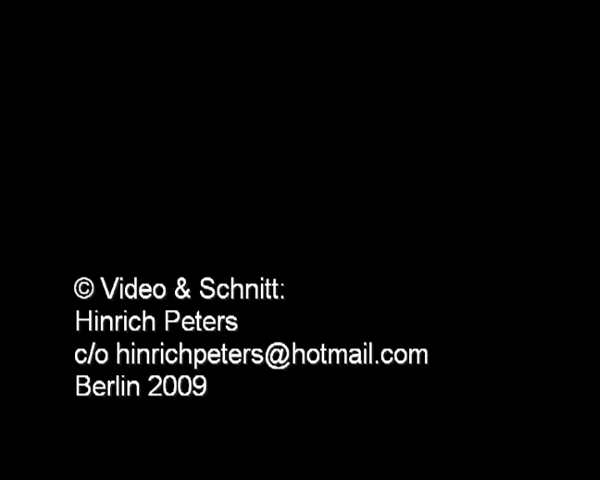 © Video & Schnitt:
Hinrich Peters
c/o hinrichpeters@hotmail.com
Berlin 2009